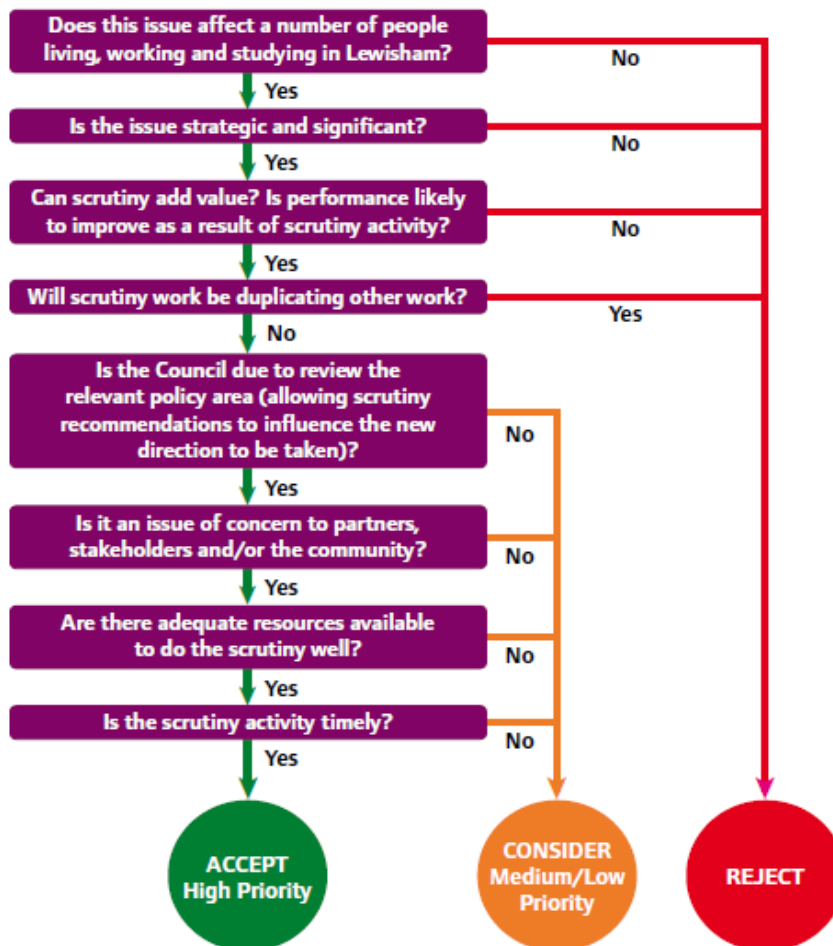 Does this issue affect a number of people
living, working and studying in Lewisham?
No
Yes
Is the issue strategic and significant?
No
Yes
Can scrutiny add value? Is performance likely
to improve as a result of scrutiny activity?
No
Yes
Will scrutiny work be duplicating other work?
Yes
No
Is the Council due to review the
relevant policy area (allowing scrutiny
recommendations to influence the new
direction to be taken)?
No
Yes
Is it an issue of concern to partners,
stakeholders and/or the community?
No
Yes
Are there adequate resources available
to do the scrutiny well?
No
Yes
Is the scrutiny activity timely?
No
Yes
ACCEPT
High Priority
CONSIDER
Medium/Low
Priority
REJECT